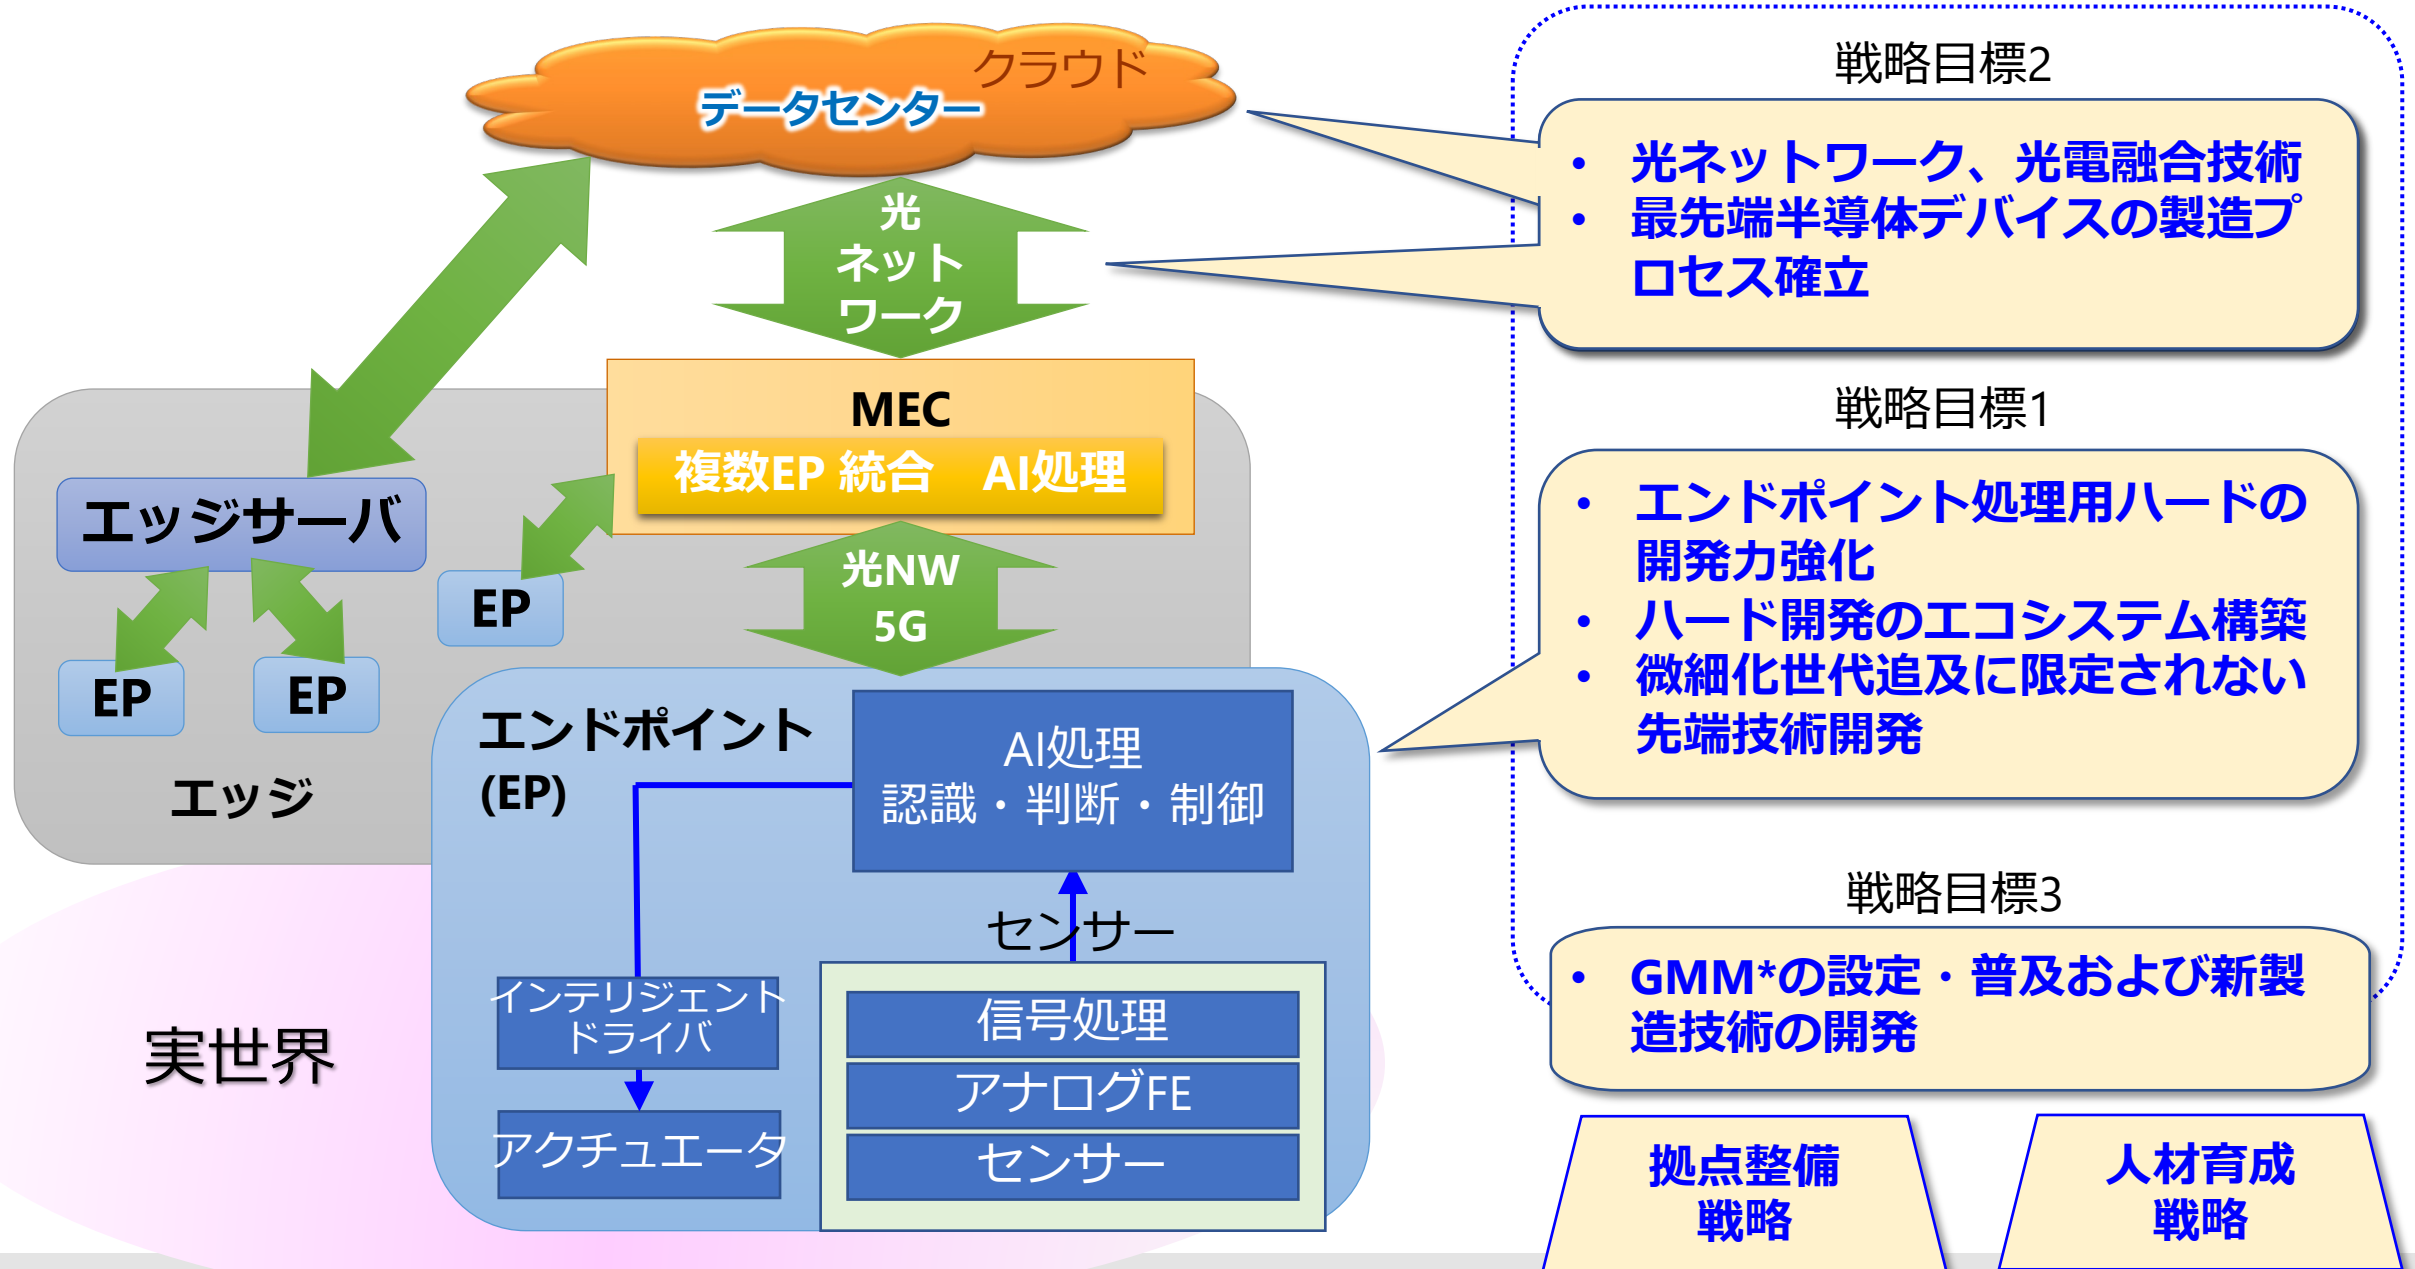 クラウド
データセンター
光
ネット
ワーク
MEC
複数EP 統合　AI処理
エッジサーバ
EP
EP
EP
エッジ
光NW
5G
エンドポイント
(EP)
AI処理
認識・判断・制御
センサー
インテリジェント
ドライバ
アクチュエータ
信号処理
アナログFE
センサー
実世界
戦略目標2
• 光ネットワーク、光電融合技術
• 最先端半導体デバイスの製造プ
ロセス確立
戦略目標1
• エンドポイント処理用ハードの
開発力強化
• ハード開発のエコシステム構築
• 微細化世代追及に限定されない
先端技術開発
戦略目標3
• GMM*の設定・普及および新製
造技術の開発
拠点整備
戦略
人材育成
戦略